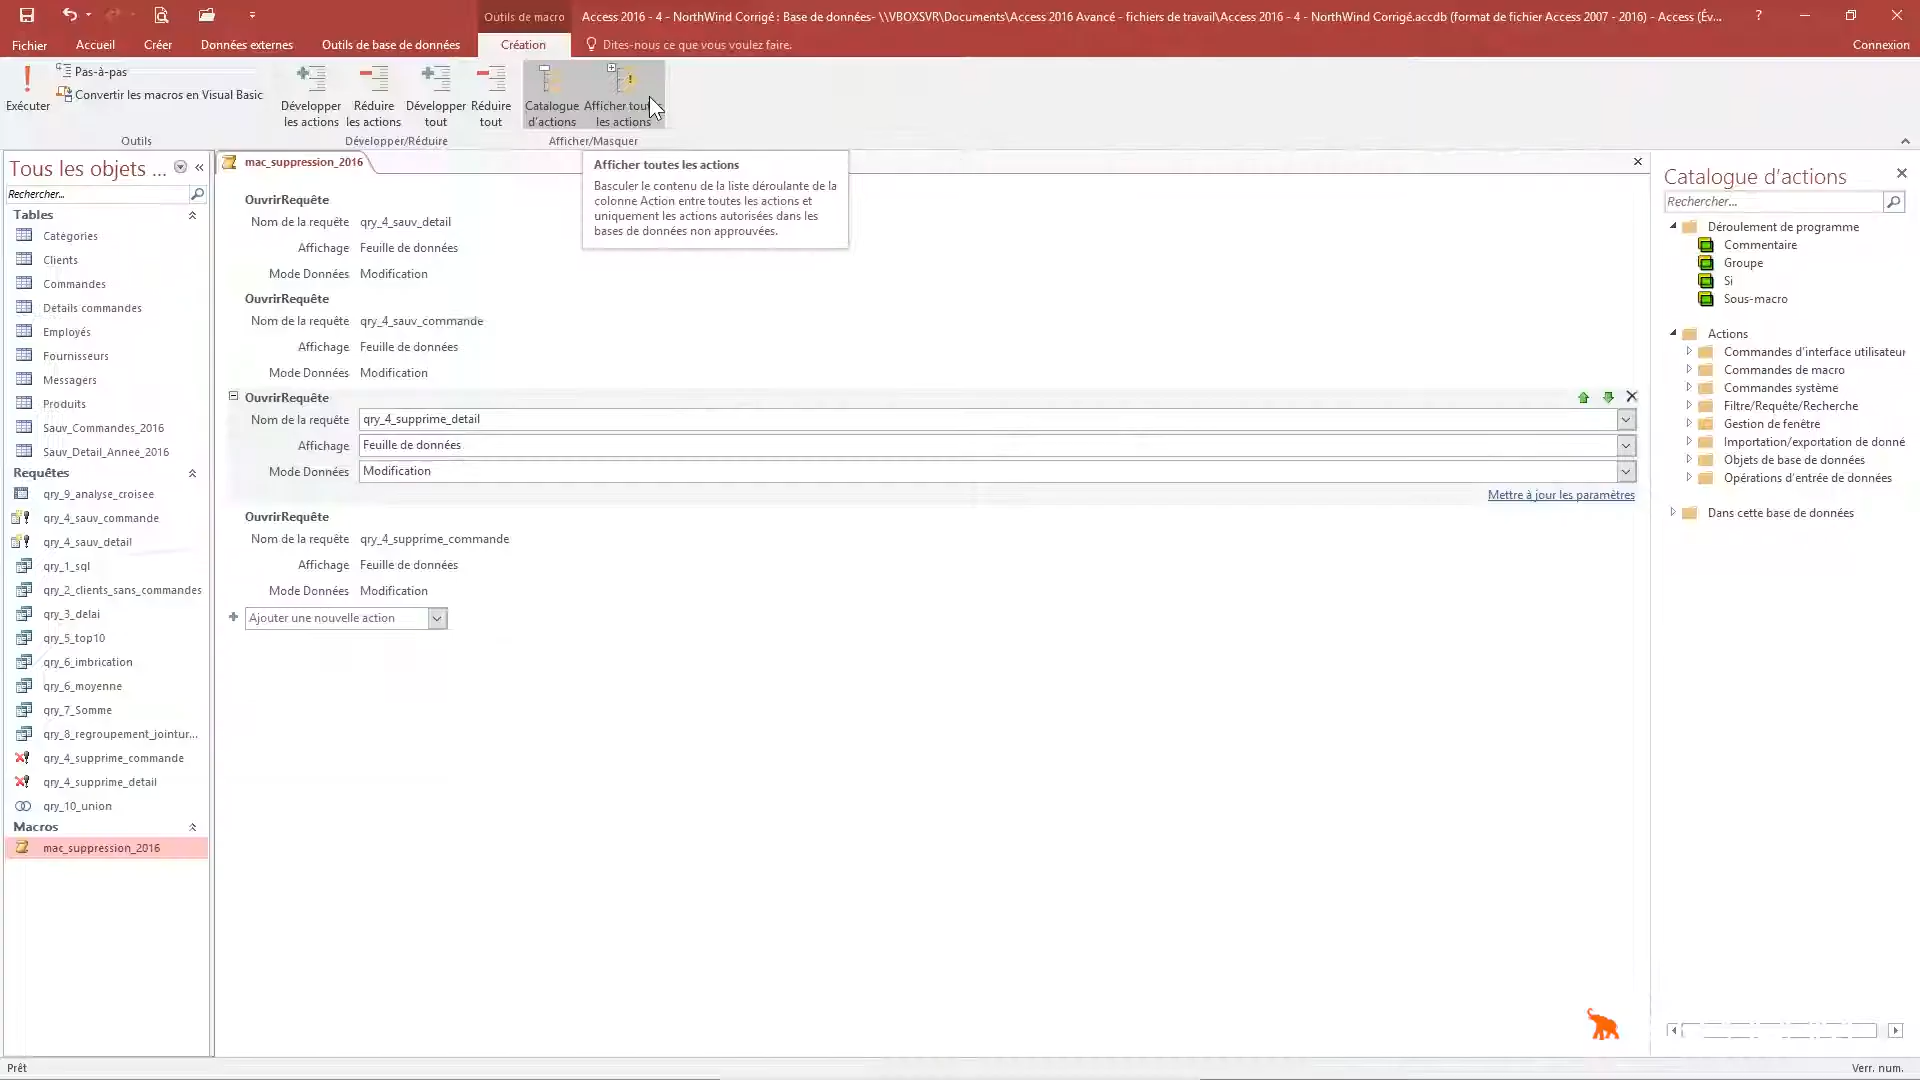 Outils de macro
Access 2016 - 4 - NorthWind Corrigé : Base de données- \\VBOXSVR\Documents\Access 2016 Avancé - fichiers de travail\Access 2016 - 4 - NorthWind Corrigé.accdb (format de fichier Access 2007 - 2016) - Access (Év...
?
Fichier
Accueil
Créer
Données externes
Outils de base de données
Création
Dites-nous ce que vous voulez faire.
Connexion
Exécuter
Pas-à-pas
Convertir les macros en Visual Basic
Outils
Développer les actions
Réduire les actions
Développer tout
Réduire tout
Développer/Réduire
Catalogue d'actions
Afficher toutes les actions
Afficher/Masquer
Tous les objets ...
Rechercher...
Tables
Catégories
Clients
Commandes
Détails commandes
Employés
Fournisseurs
Messagers
Produits
Sauv_Commandes_2016
Sauv_Detail_Annee_2016
Requêtes
qry_9_analyse_croisee
qry_4_sauv_commande
qry_4_sauv_detail
qry_1_sql
qry_2_clients_sans_commandes
qry_3_delai
qry_5_top10
qry_6_imbrication
qry_6_moyenne
qry_7_Somme
qry_8_regroupement_jointur...
qry_4_supprime_commande
qry_4_supprime_detail
qry_10_union
Macros
mac_suppression_2016
mac_suppression_2016
Afficher toutes les actions
Basculer le contenu de la liste déroulante de la
colonne Action entre toutes les actions et
uniquement les actions autorisées dans les
bases de données non approuvées.
OuvrirRequête
Nom de la requête qry_4_sauv_detail
Affichage Feuille de données
Mode Données Modification
OuvrirRequête
Nom de la requête qry_4_sauv_commande
Affichage Feuille de données
Mode Données Modification
OuvrirRequête
Nom de la requête qry_4_supprime_detail
Affichage Feuille de données
Mode Données Modification
Mettre à jour les paramètres
OuvrirRequête
Nom de la requête qry_4_supprime_commande
Affichage Feuille de données
Mode Données Modification
Ajouter une nouvelle action
Catalogue d'actions
Rechercher...
Déroulement de programme
Commentaire
Groupe
Si
Sous-macro
Actions
Commandes d'interface utilisateur
Commandes de macro
Commandes système
Filtre/Requête/Recherche
Gestion de fenêtre
Importation/exportation de donné
Objets de base de données
Opérations d'entrée de données
Dans cette base de données
Prêt
Verr. num.